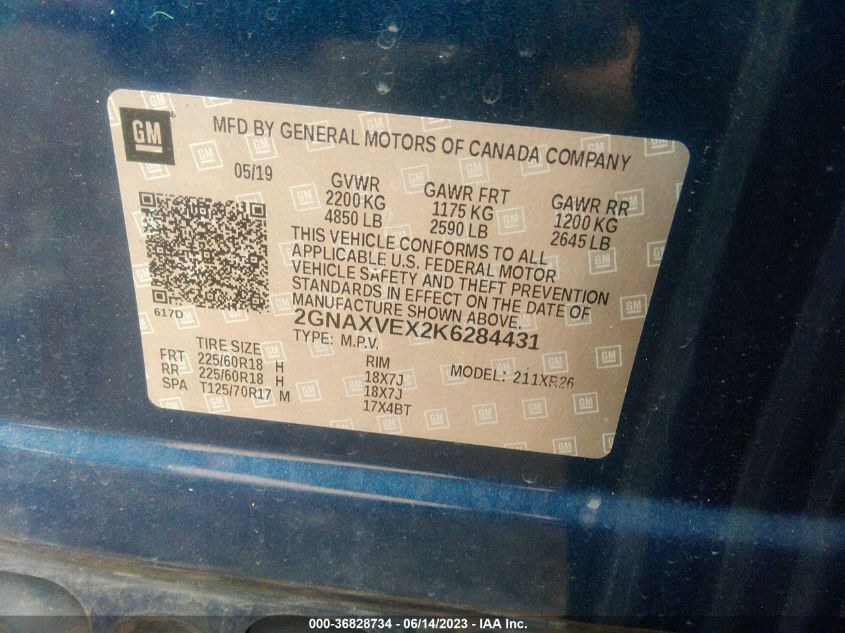 GM
MFD BY GENERAL MOTORS OF CANADA COMPANY
05/19
GVWR GAWR FRT GAWR RR
2200 KG 1175 KG 1200 KG
4850 LB 2590 LB 2645 LB
THIS VEHICLE CONFORMS TO ALL
APPLICABLE U.S. FEDERAL MOTOR
VEHICLE SAFETY AND THEFT PREVENTION
STANDARDS IN EFFECT ON THE DATE OF
MANUFACTURE SHOWN ABOVE.
617D
2GNAXVEX2K6284431
TYPE: M.P.V.
TIRE SIZE RIM MODEL: 211XR26
FRT 225/60R18 H 18X7J
RR 225/60R18 H 18X7J
SPA T125/70R17 M 17X4BT
000-36828734 - 06/14/2023 - IAA Inc.